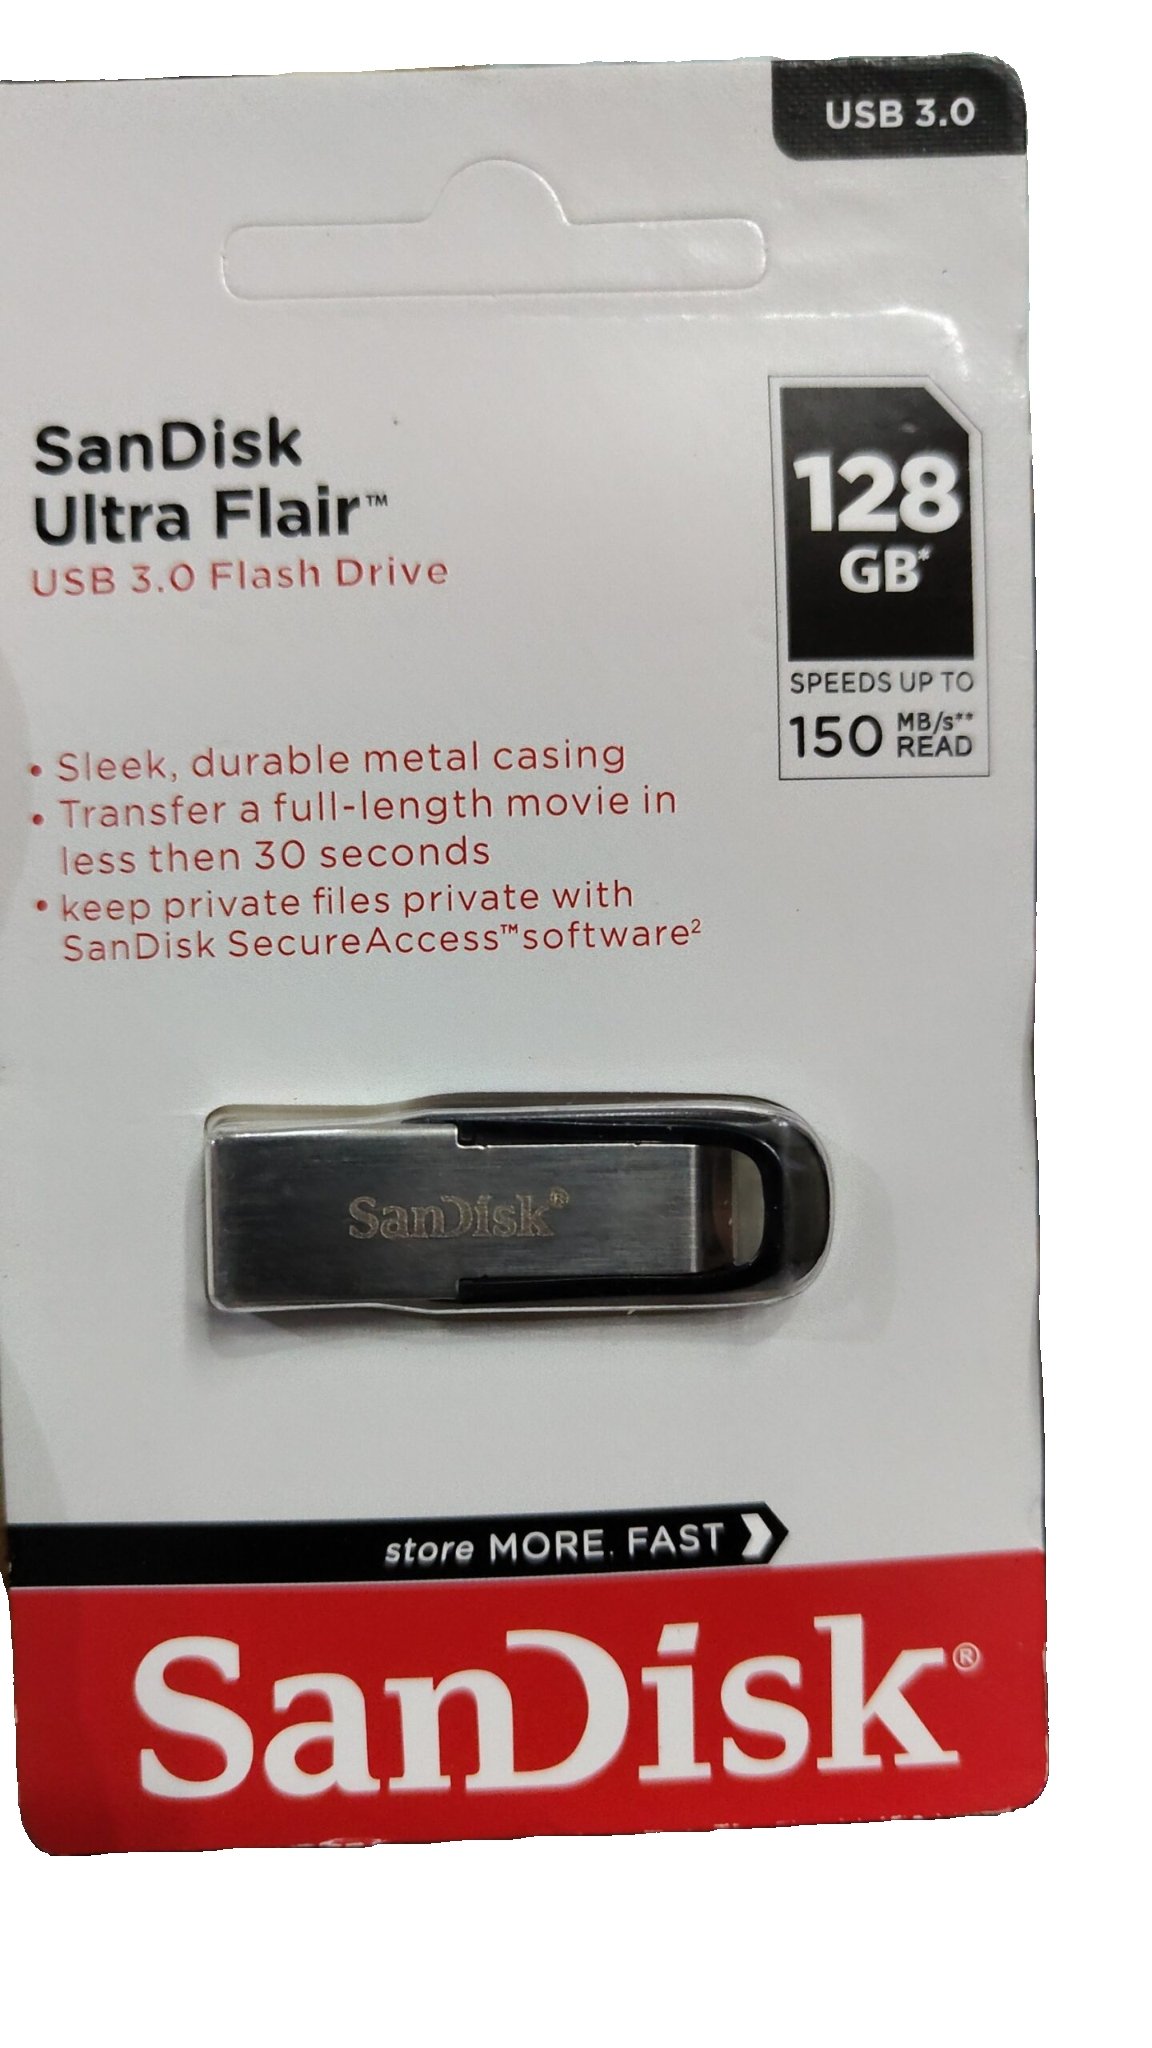 USB 3.0
SanDisk
Ultra Flair™
USB 3.0 Flash Drive
128
GB*
SPEEDS UP TO
150 MB/s**
READ
• Sleek, durable metal casing
• Transfer a full-length movie in
less then 30 seconds
• keep private files private with
SanDisk SecureAccess™software²
SanDisk®
store MORE. FAST
SanDisk®